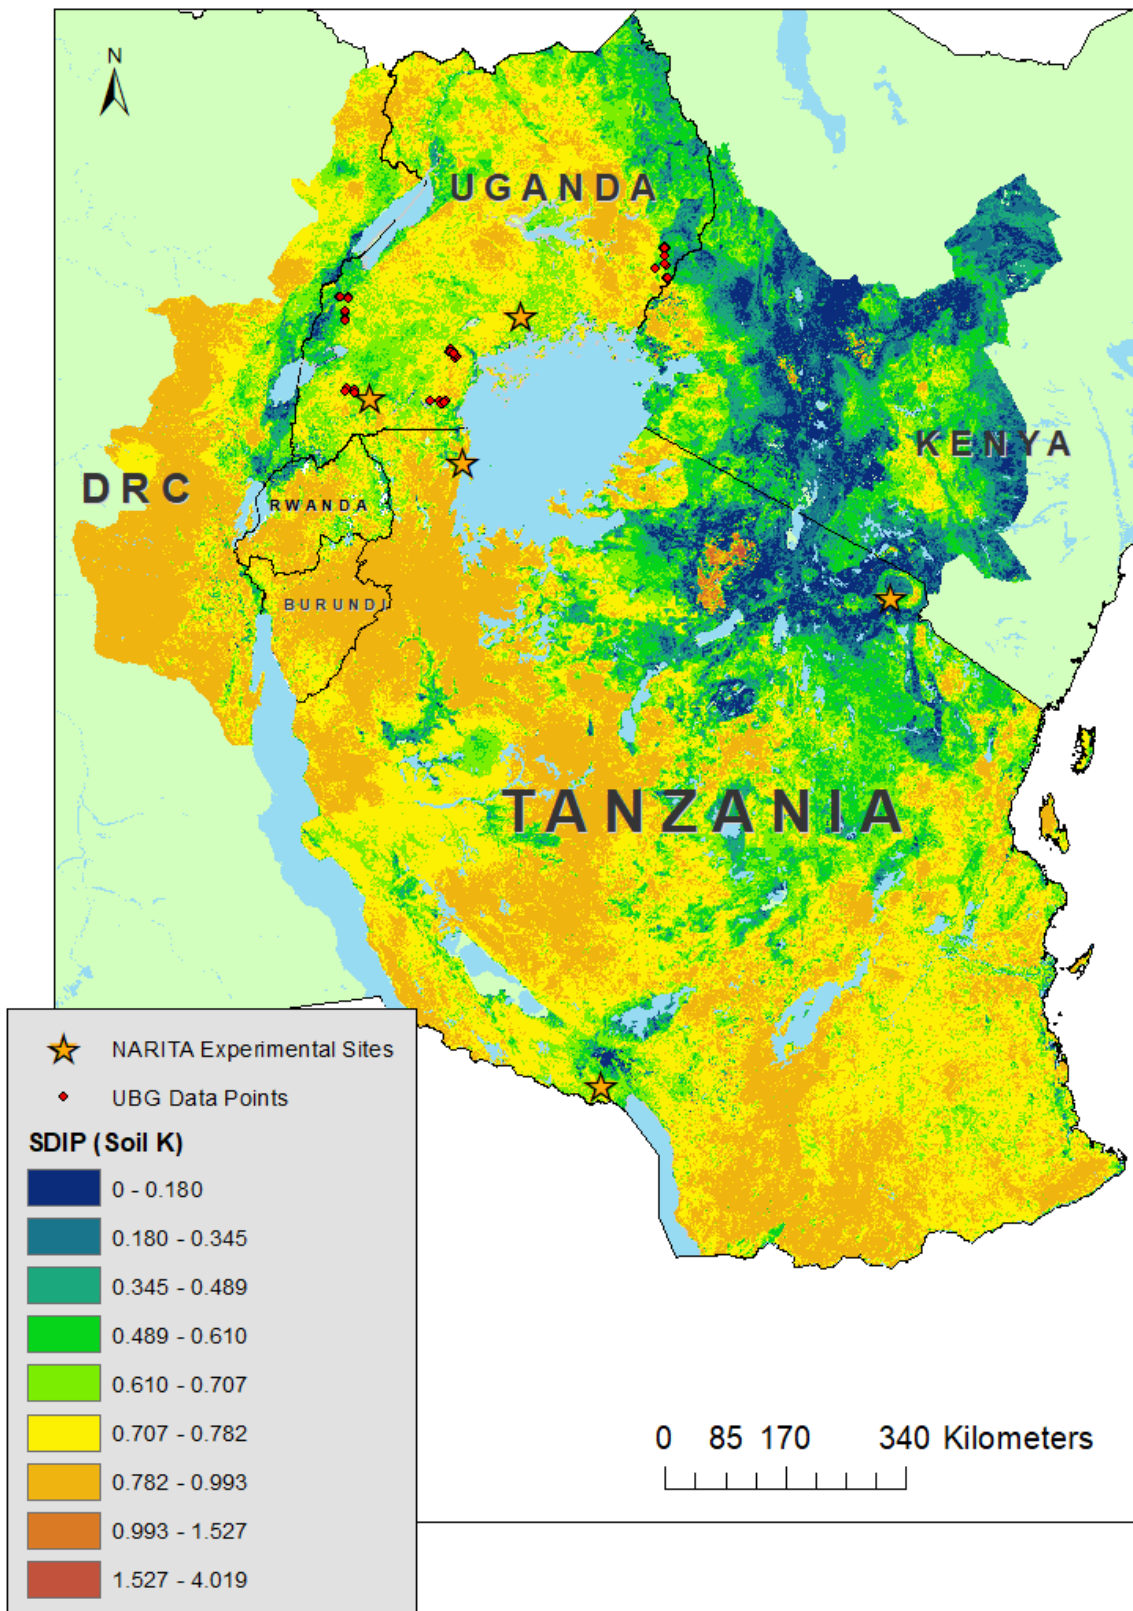 N
UGANDA
KENYA
DRC
RWANDA
BURUNDI
TANZANIA
NARITA Experimental Sites
UBG Data Points
SDIP (Soil K)
0 - 0.180
0.180 - 0.345
0.345 - 0.489
0.489 - 0.610
0.610 - 0.707
0.707 - 0.782
0.782 - 0.993
0.993 - 1.527
1.527 - 4.019
0 85 170 340 Kilometers